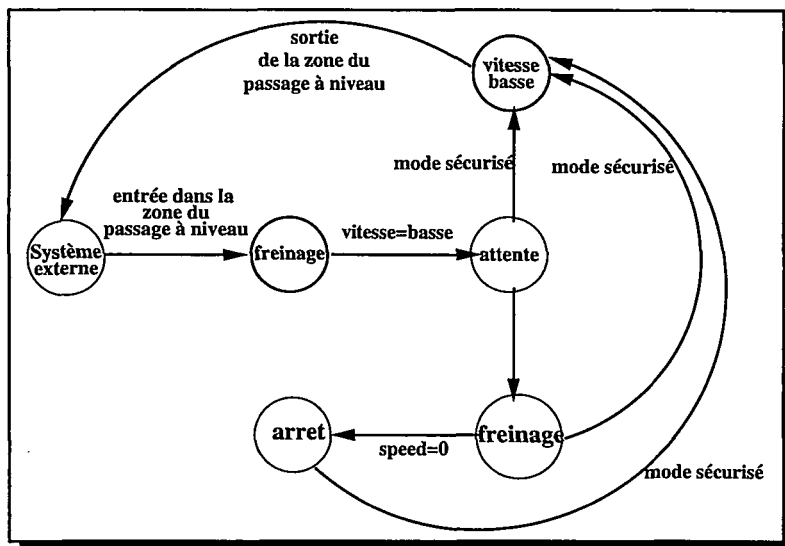 sortie
de la zone du
passage à niveau
vitesse
basse
mode sécurisé
mode sécurisé
entrée dans la
zone du
passage à niveau
Système
externe
freinage
vitesse=basse
attente
arret
speed=0
freinage
mode sécurisé